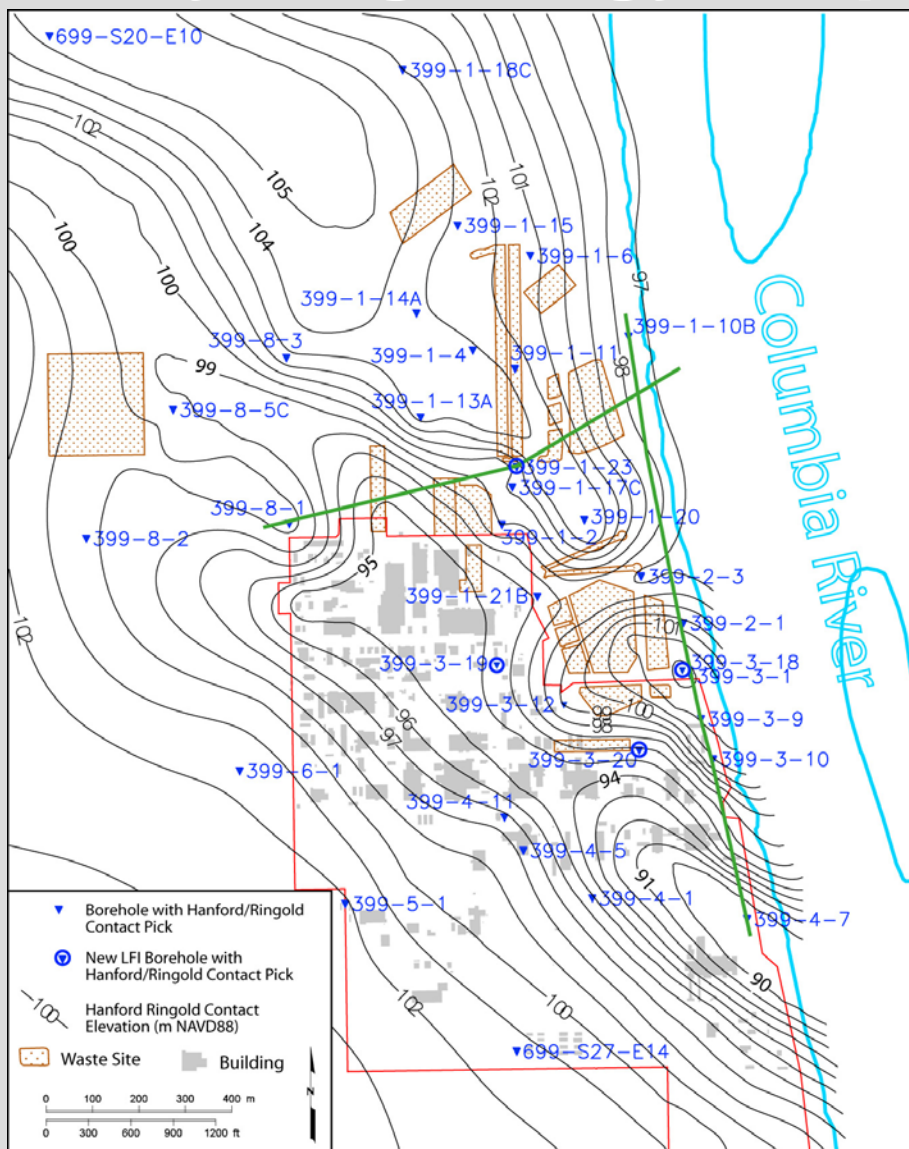 699-S20-E10
399-1-18C
102
105
101
102
399-1-15
100
104
399-1-6
97
100
399-1-14A
399-1-10B
399-8-3
399-1-4
399-1-11
98
99
399-8-5C
399-1-13A
399-1-23
399-1-17C
399-8-1
399-1-20
399-8-2
399-1-2
95
399-2-3
399-1-21B
399-2-1
101
102
399-3-19
399-3-18
399-3-1
399-3-12
96
99
100
98
399-3-9
97
399-3-20
399-3-10
399-6-1
94
399-4-11
399-4-5
91
399-5-1
399-4-1
399-4-7
90
102
100
699-S27-E14
Columbia River
Borehole with Hanford/Ringold
Contact Pick
New LFI Borehole with
Hanford/Ringold Contact Pick
100
Hanford Ringold Contact
Elevation (m NAVD88)
Waste Site
Building
N
0 100 200 300 400 m
0 300 600 900 1200 ft